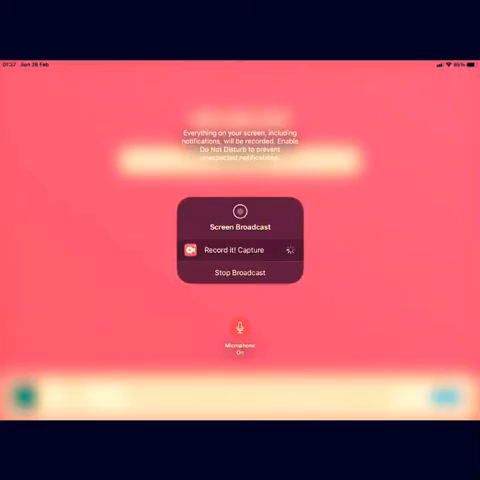 01:37 Sun 28 Feb
Everything on your screen, including
notifications, will be recorded. Enable
Do Not Disturb to prevent
unexpected notifications.
Screen Broadcast
Record it! Capture
Stop Broadcast
Microphone
On